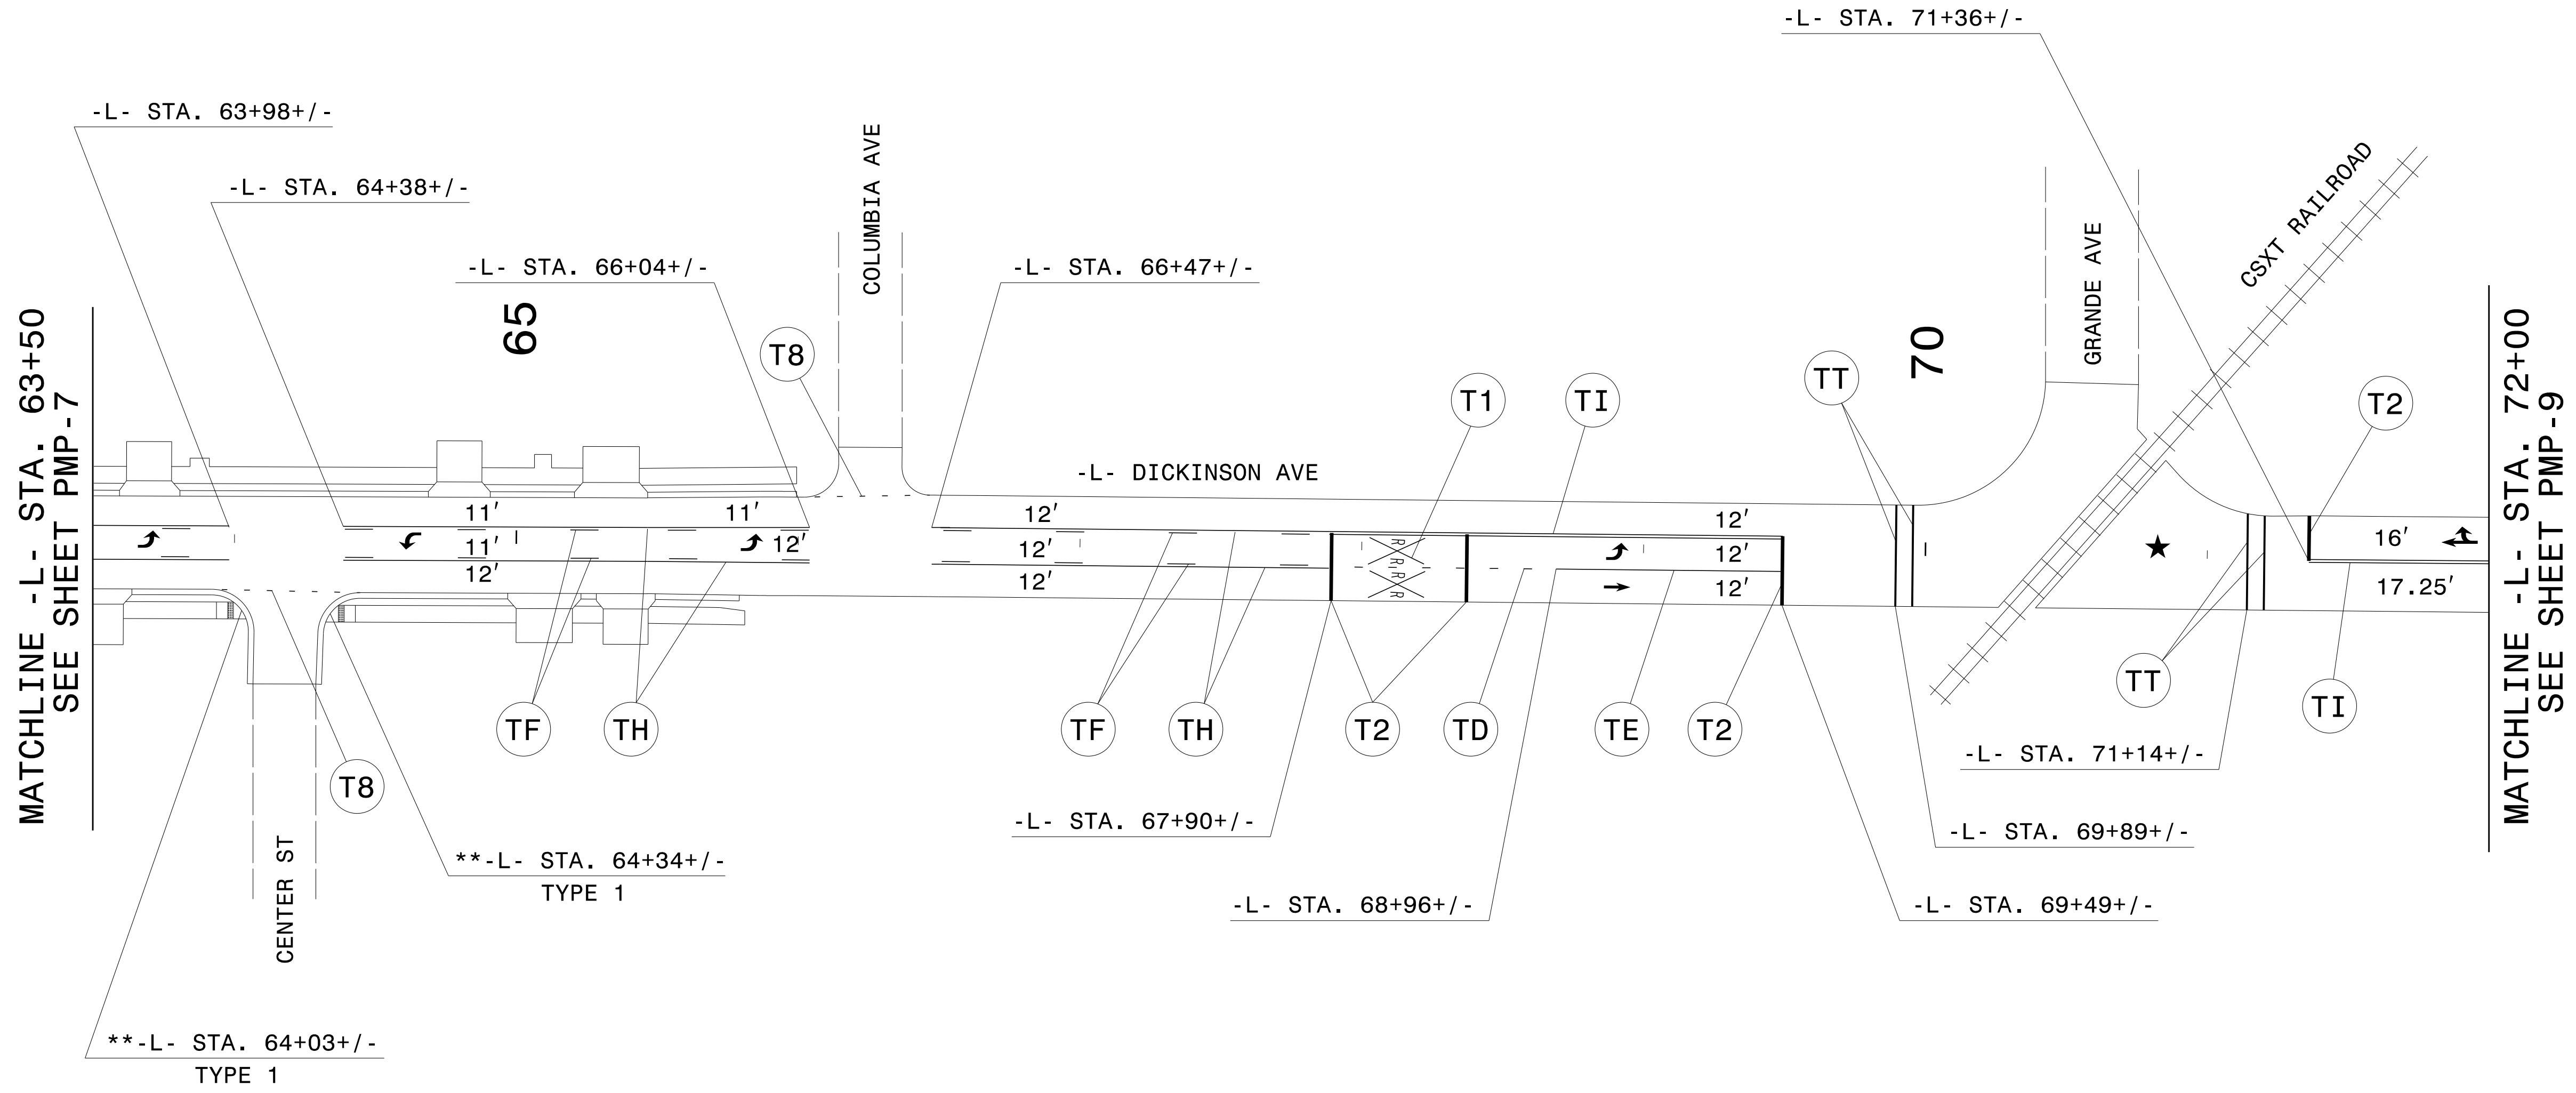 -L- STA. 71+36+/-
-L- STA. 63+98+/-
-L- STA. 64+38+/-
-L- STA. 66+04+/-
-L- STA. 66+47+/-
COLUMBIA AVE
GRANDE AVE
CSXT RAILROAD
MATCHLINE -L- STA. 63+50
SEE SHEET PMP-7
65
70
T8
T1
TI
TT
T2
MATCHLINE -L- STA. 72+00
SEE SHEET PMP-9
-L- DICKINSON AVE
11'
11'
11'
12'
12'
12'
12'
12'
R R
R R
12'
12'
12'
16'
17.25'
TF
TH
TF
TH
T2
TD
TE
T2
TT
TI
T8
-L- STA. 71+14+/-
-L- STA. 67+90+/-
-L- STA. 69+89+/-
CENTER ST
**-L- STA. 64+34+/-
TYPE 1
-L- STA. 68+96+/-
-L- STA. 69+49+/-
**-L- STA. 64+03+/-
TYPE 1